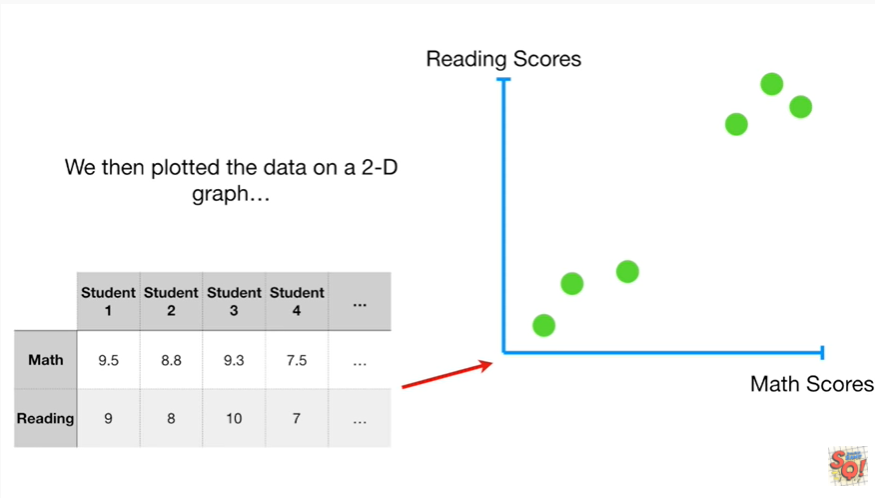 Reading Scores
We then plotted the data on a 2-D
graph…
Student Student Student Student ...
1 2 3 4
Math 9.5 8.8 9.3 7.5 ...
Reading 9 8 10 7 ...
Math Scores
SQ!